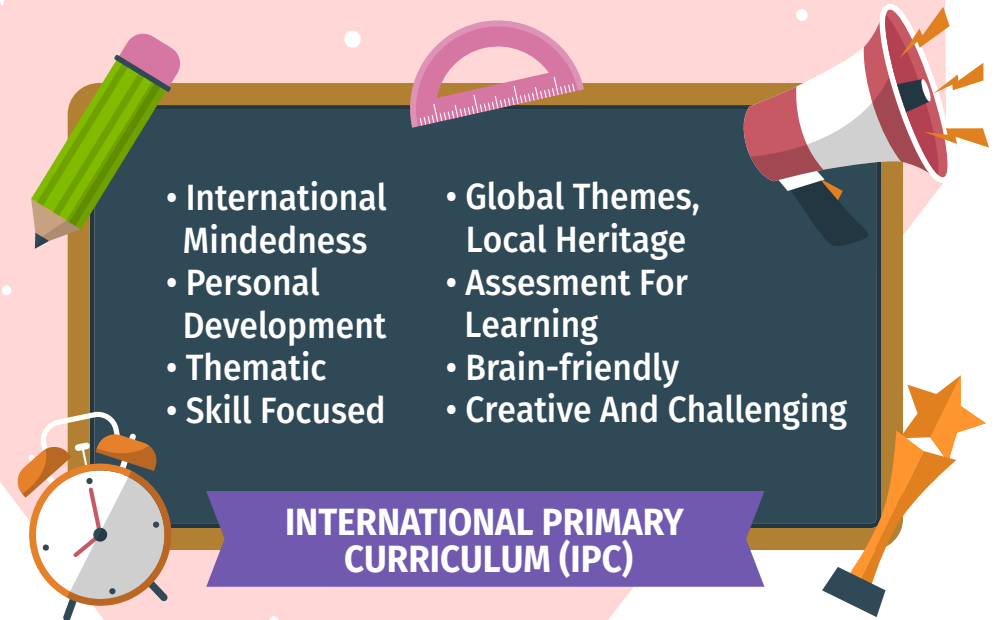 • International
Mindedness
• Personal
Development
• Thematic
• Skill Focused
• Global Themes,
Local Heritage
• Assesment For
Learning
• Brain-friendly
• Creative And Challenging
INTERNATIONAL PRIMARY
CURRICULUM (IPC)